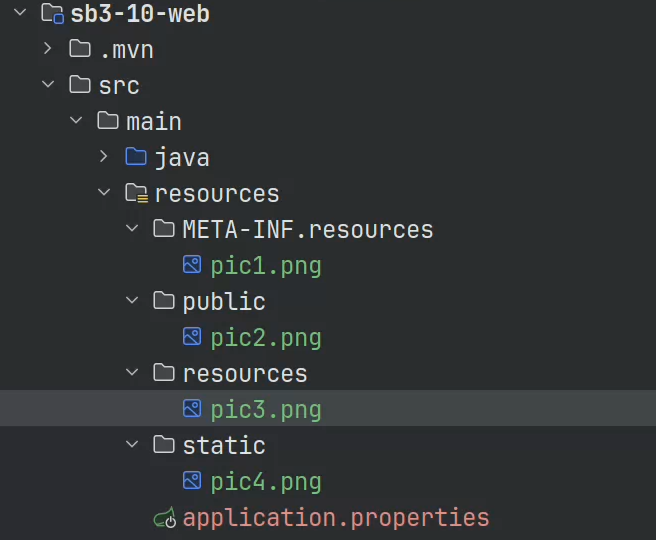 sb3-10-web
.mvn
src
main
java
resources
META-INF.resources
pic1.png
public
pic2.png
resources
pic3.png
static
pic4.png
application.properties